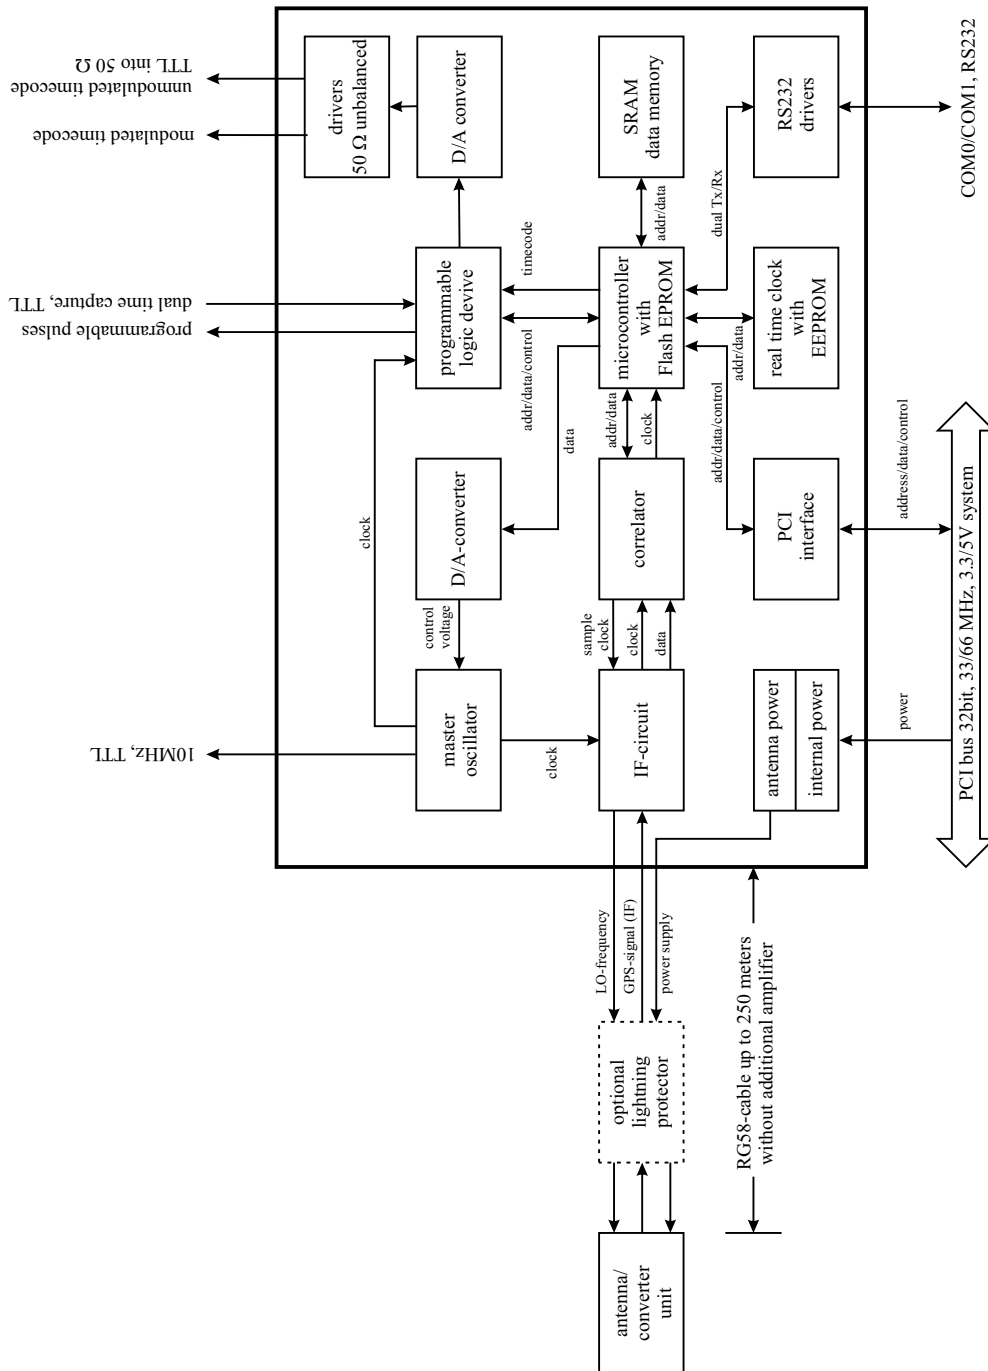 unmodulated timecode
TTL into 50 Ω
modulated timecode
dual time capture, TTL
programmable pulses
10MHz, TTL
drivers
50 Ω unbalanced
D/A converter
programmable
logic devive
timecode
addr/data/control
data
clock
D/A-converter
control
voltage
master
oscillator
clock
SRAM
data memory
addr/data
microcontroller
with
Flash EPROM
addr/data
clock
correlator
sample
clock
clock
data
IF-circuit
dual Tx/Rx
RS232
drivers
addr/data
real time clock
with
EEPROM
addr/data/control
PCI
interface
antenna power
internal power
COM0/COM1, RS232
address/data/control
power
PCI bus 32bit, 33/66 MHz, 3.3/5V system
LO-frequency
GPS-signal (IF)
power supply
optional
lightning
protector
antenna/
converter
unit
RG58-cable up to 250 meters
without additional amplifier